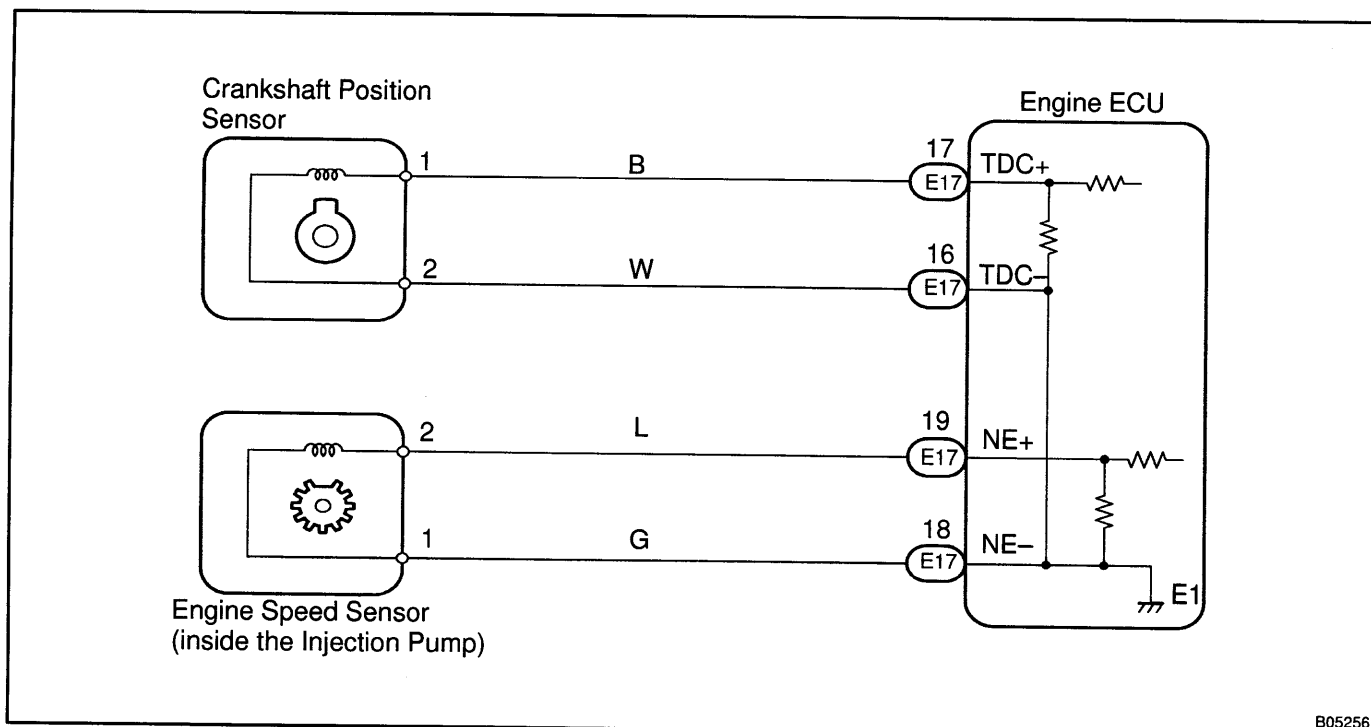 Crankshaft Position
Sensor
Engine ECU
1
B
17
E17
TDC+
2
W
16
E17
TDC–
2
L
19
E17
NE+
1
G
18
E17
NE–
E1
Engine Speed Sensor
(inside the Injection Pump)
B05256